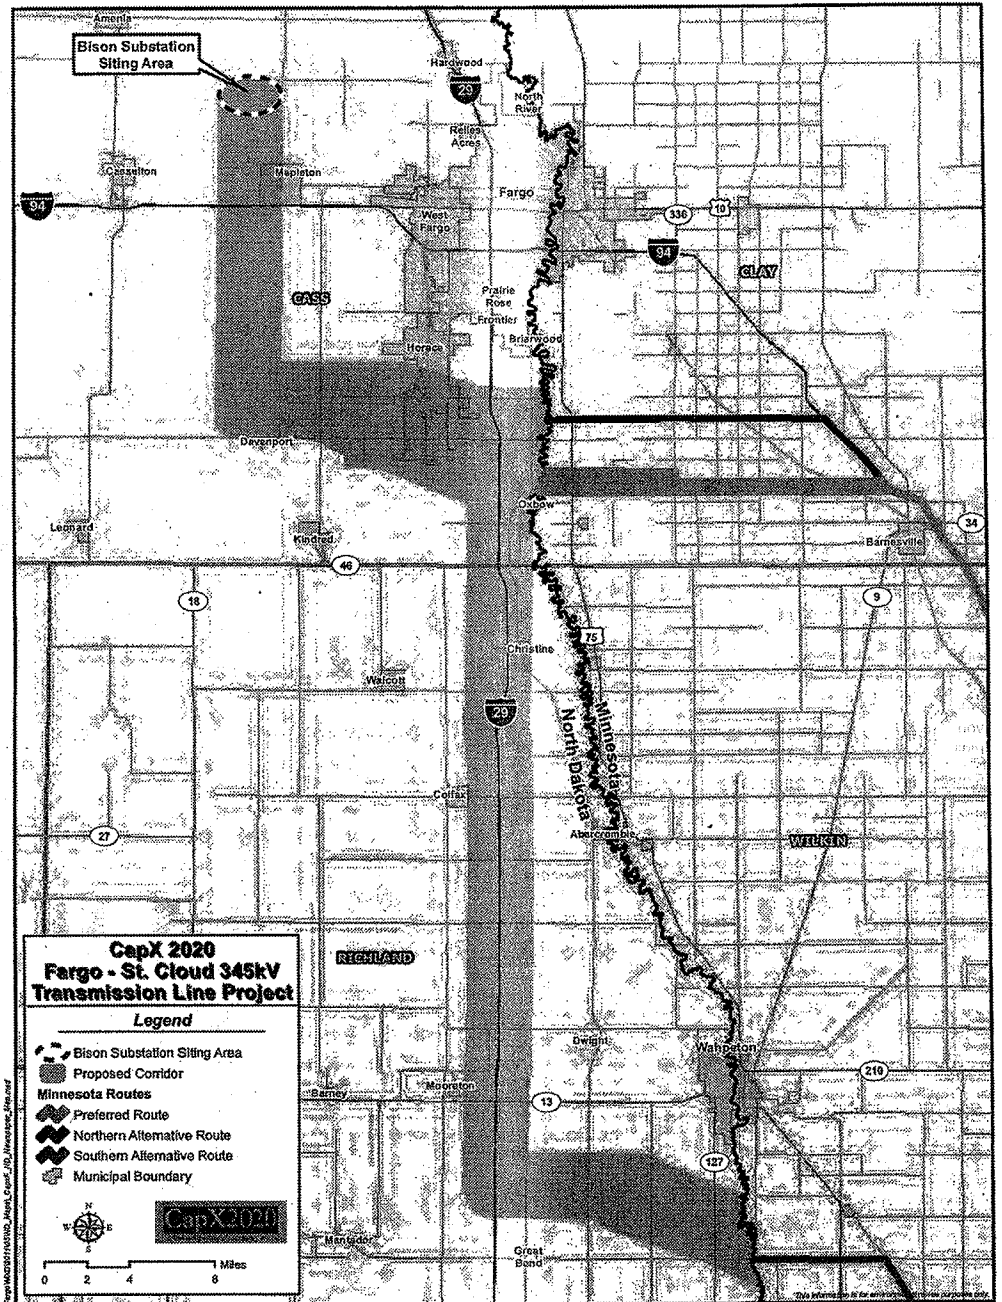 Amenia
Bison Substation
Siting Area
Hardwood
29
North
River
Reiles
Acres
Casselton
Mapleton
Fargo
94
West
Fargo
336
10
94
CLAY
CASS
Prairie
Rose
Frontier
Briarwood
Horace
Davenport
Oxbow
Leonard
Kindred
34
Barnesville
46
18
9
75
Christine
Walcott
Minnesota
North Dakota
29
Colfax
27
Abercrombie
WILKIN
RICHLAND
CapX 2020
Fargo - St. Cloud 345kV
Transmission Line Project
Legend
Bison Substation Siting Area
Proposed Corridor
Minnesota Routes
Preferred Route
Northern Alternative Route
Southern Alternative Route
Municipal Boundary
N
W E
S
CapX2020
0 2 4 8 Miles
Dwight
Wahpeton
210
Barney
Mooreton
13
127
Mantador
Great
Bend